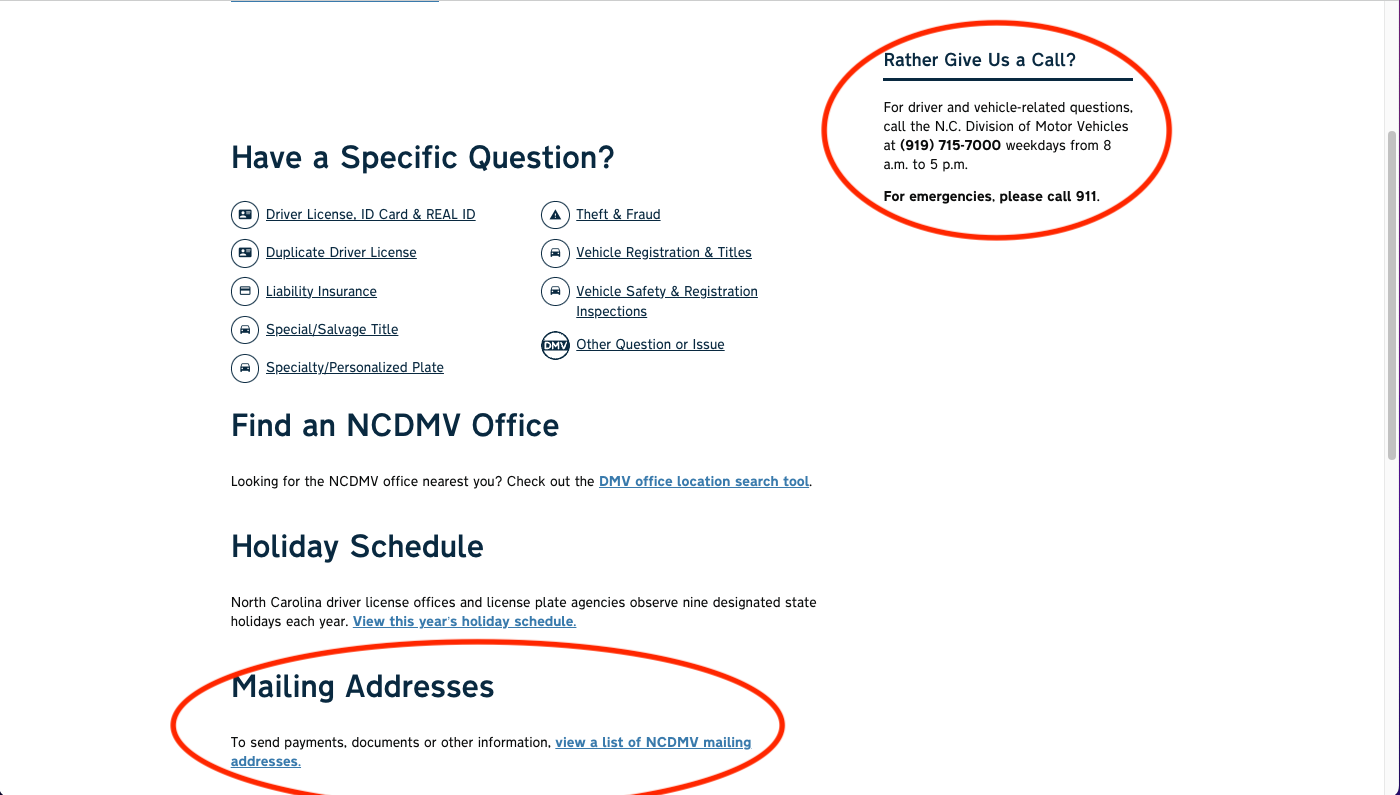 Rather Give Us a Call?
For driver and vehicle-related questions,
call the N.C. Division of Motor Vehicles
at (919) 715-7000 weekdays from 8
a.m. to 5 p.m.
For emergencies, please call 911.
Have a Specific Question?
Driver License, ID Card & REAL ID
Duplicate Driver License
Liability Insurance
Special/Salvage Title
Specialty/Personalized Plate
Theft & Fraud
Vehicle Registration & Titles
Vehicle Safety & Registration
Inspections
DMV Other Question or Issue
Find an NCDMV Office
Looking for the NCDMV office nearest you? Check out the DMV office location search tool.
Holiday Schedule
North Carolina driver license offices and license plate agencies observe nine designated state
holidays each year. View this year's holiday schedule.
Mailing Addresses
To send payments, documents or other information, view a list of NCDMV mailing
addresses.